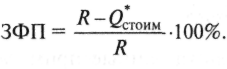 ЗФП = (R − Q*стоим) / R · 100%.